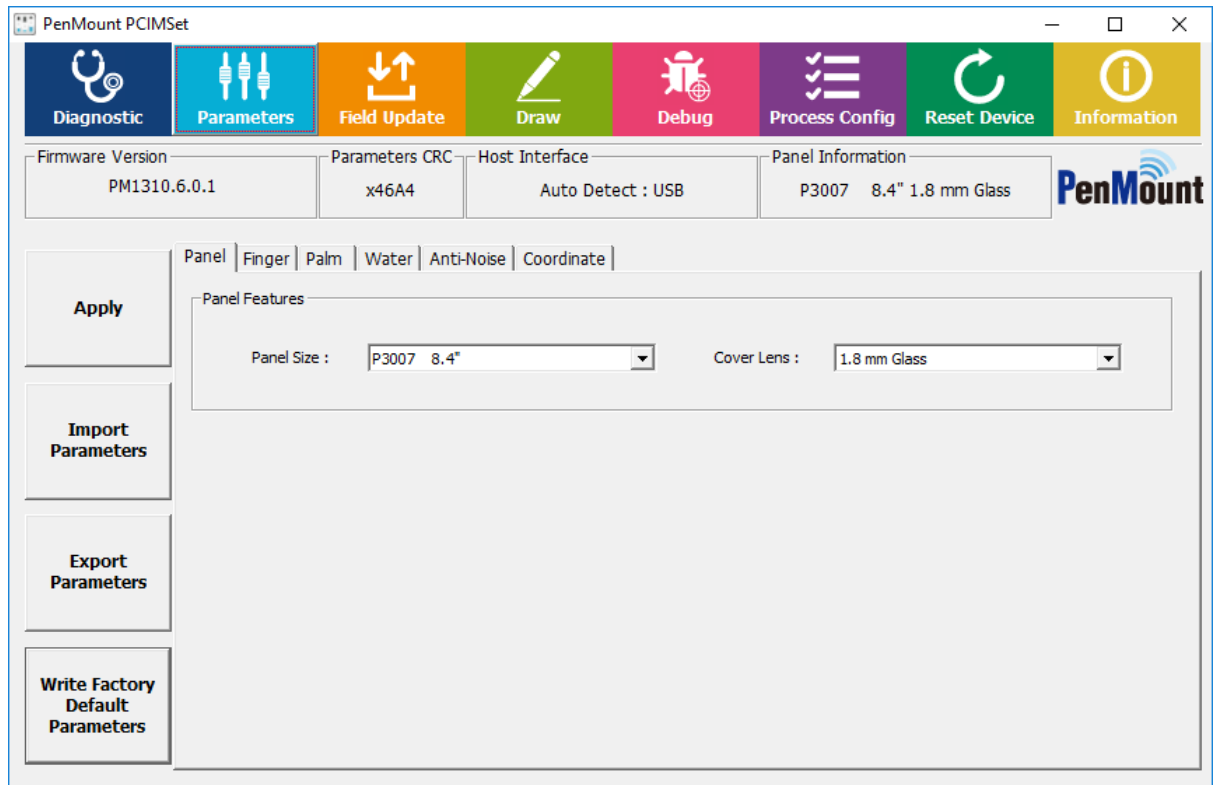 PenMount PCIMSet
Diagnostic
Parameters
Field Update
Draw
Debug
Process Config
Reset Device
Information
Firmware Version
PM1310.6.0.1
Parameters CRC
x46A4
Host Interface
Auto Detect : USB
Panel Information
P3007 8.4" 1.8 mm Glass
PenMount
Panel
Finger
Palm
Water
Anti-Noise
Coordinate
Apply
Import
Parameters
Export
Parameters
Write Factory
Default
Parameters
Panel Features
Panel Size :
P3007 8.4"
Cover Lens :
1.8 mm Glass